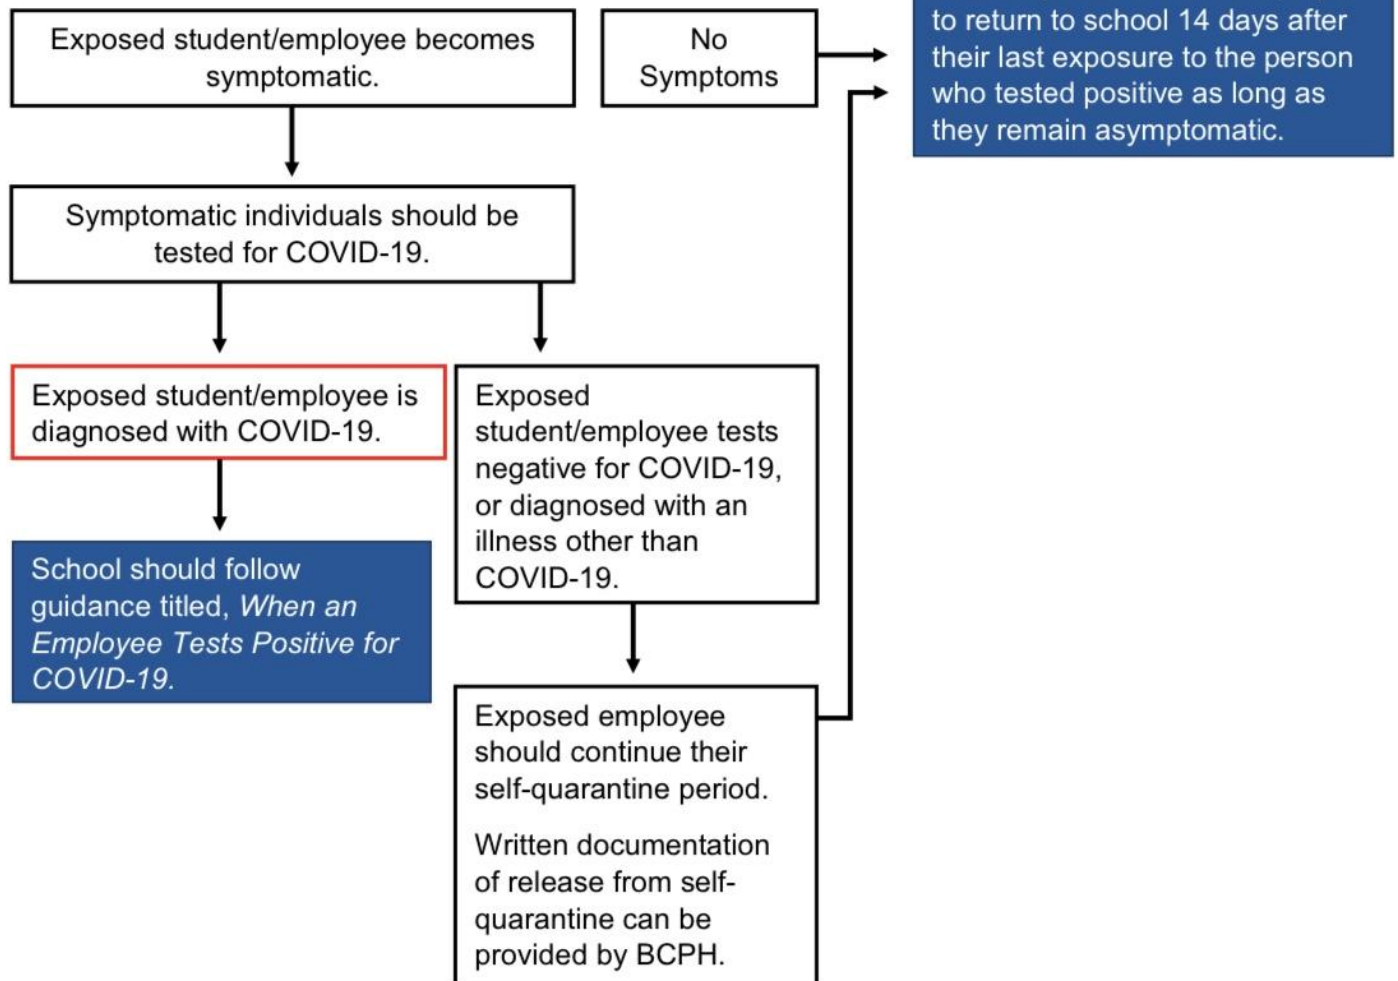 Exposed student/employee becomes
symptomatic.
No
Symptoms
to return to school 14 days after
their last exposure to the person
who tested positive as long as
they remain asymptomatic.
Symptomatic individuals should be
tested for COVID-19.
Exposed student/employee is
diagnosed with COVID-19.
Exposed
student/employee tests
negative for COVID-19,
or diagnosed with an
illness other than
COVID-19.
School should follow
guidance titled, When an
Employee Tests Positive for
COVID-19.
Exposed employee
should continue their
self-quarantine period.
Written documentation
of release from self-
quarantine can be
provided by BCPH.